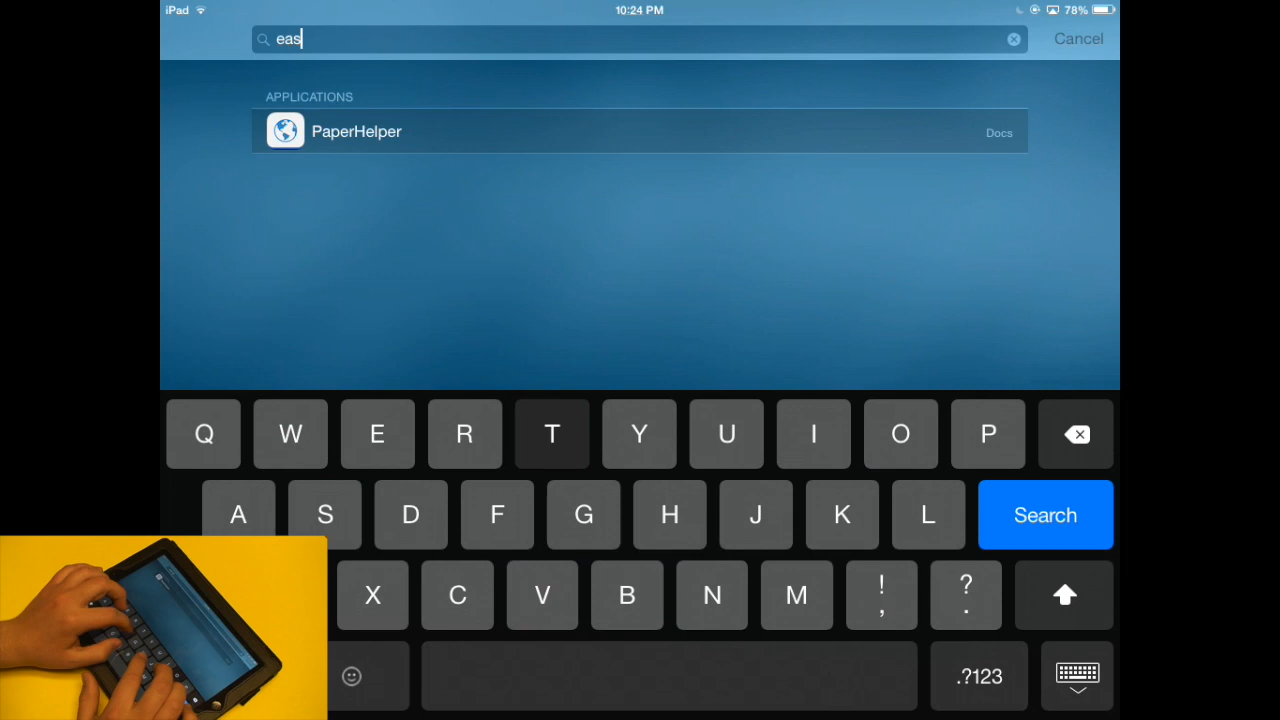 iPad 10:24 PM 78%
eas Cancel
APPLICATIONS
PaperHelper Docs
Q W E R T Y U I O P
A S D F G H J K L Search
X C V B N M ! , ? .
.?123